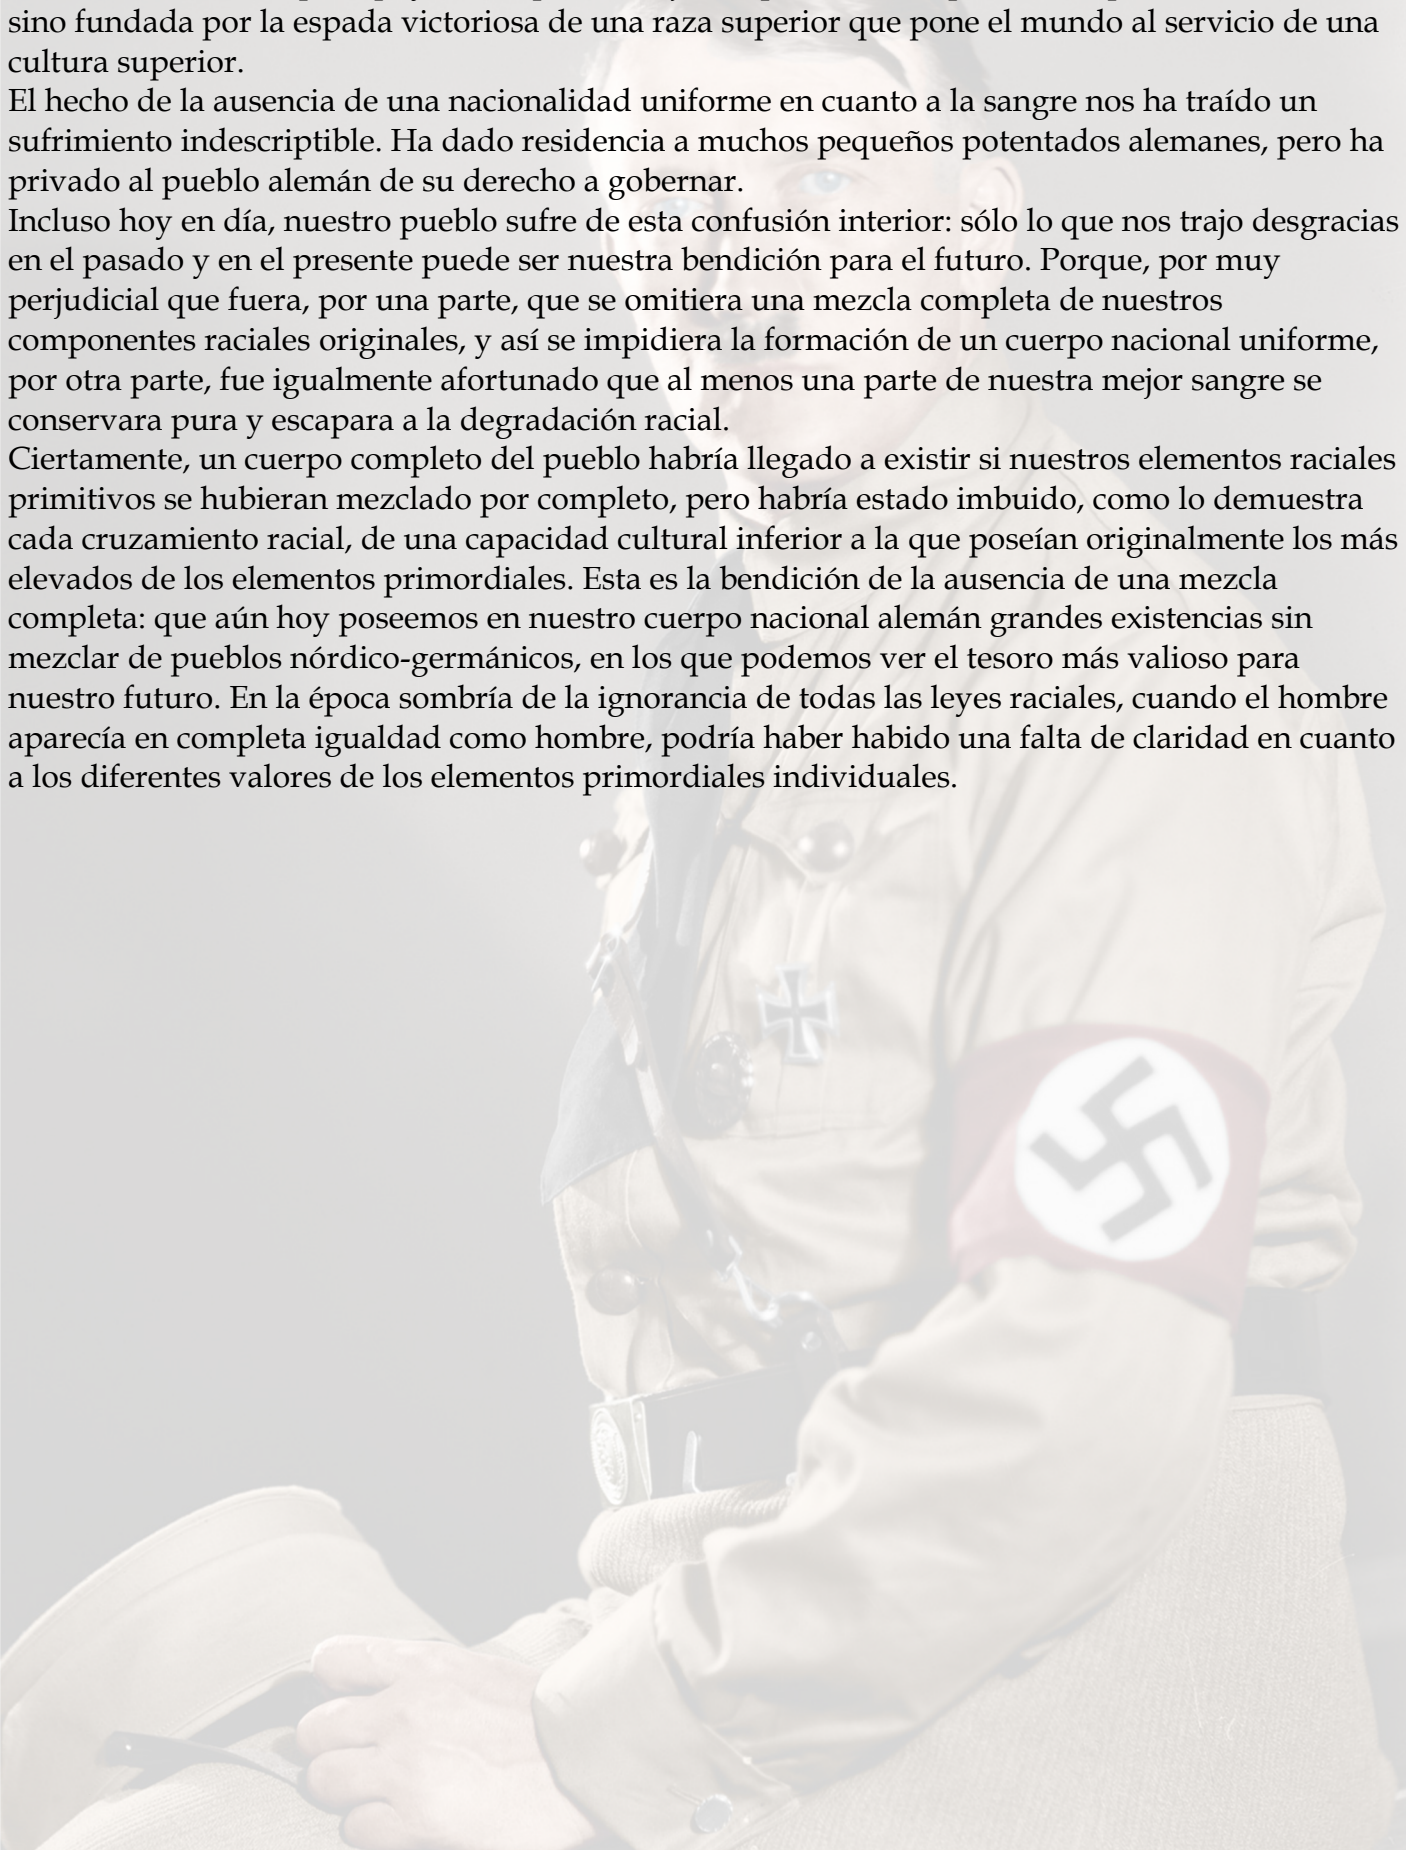 sino fundada por la espada victoriosa de una raza superior que pone el mundo al servicio de una
cultura superior.
El hecho de la ausencia de una nacionalidad uniforme en cuanto a la sangre nos ha traído un
sufrimiento indescriptible. Ha dado residencia a muchos pequeños potentados alemanes, pero ha
privado al pueblo alemán de su derecho a gobernar.
Incluso hoy en día, nuestro pueblo sufre de esta confusión interior: sólo lo que nos trajo desgracias
en el pasado y en el presente puede ser nuestra bendición para el futuro. Porque, por muy
perjudicial que fuera, por una parte, que se omitiera una mezcla completa de nuestros
componentes raciales originales, y así se impidiera la formación de un cuerpo nacional uniforme,
por otra parte, fue igualmente afortunado que al menos una parte de nuestra mejor sangre se
conservara pura y escapara a la degradación racial.
Ciertamente, un cuerpo completo del pueblo habría llegado a existir si nuestros elementos raciales
primitivos se hubieran mezclado por completo, pero habría estado imbuido, como lo demuestra
cada cruzamiento racial, de una capacidad cultural inferior a la que poseían originalmente los más
elevados de los elementos primordiales. Esta es la bendición de la ausencia de una mezcla
completa: que aún hoy poseemos en nuestro cuerpo nacional alemán grandes existencias sin
mezclar de pueblos nórdico-germánicos, en los que podemos ver el tesoro más valioso para
nuestro futuro. En la época sombría de la ignorancia de todas las leyes raciales, cuando el hombre
aparecía en completa igualdad como hombre, podría haber habido una falta de claridad en cuanto
a los diferentes valores de los elementos primordiales individuales.